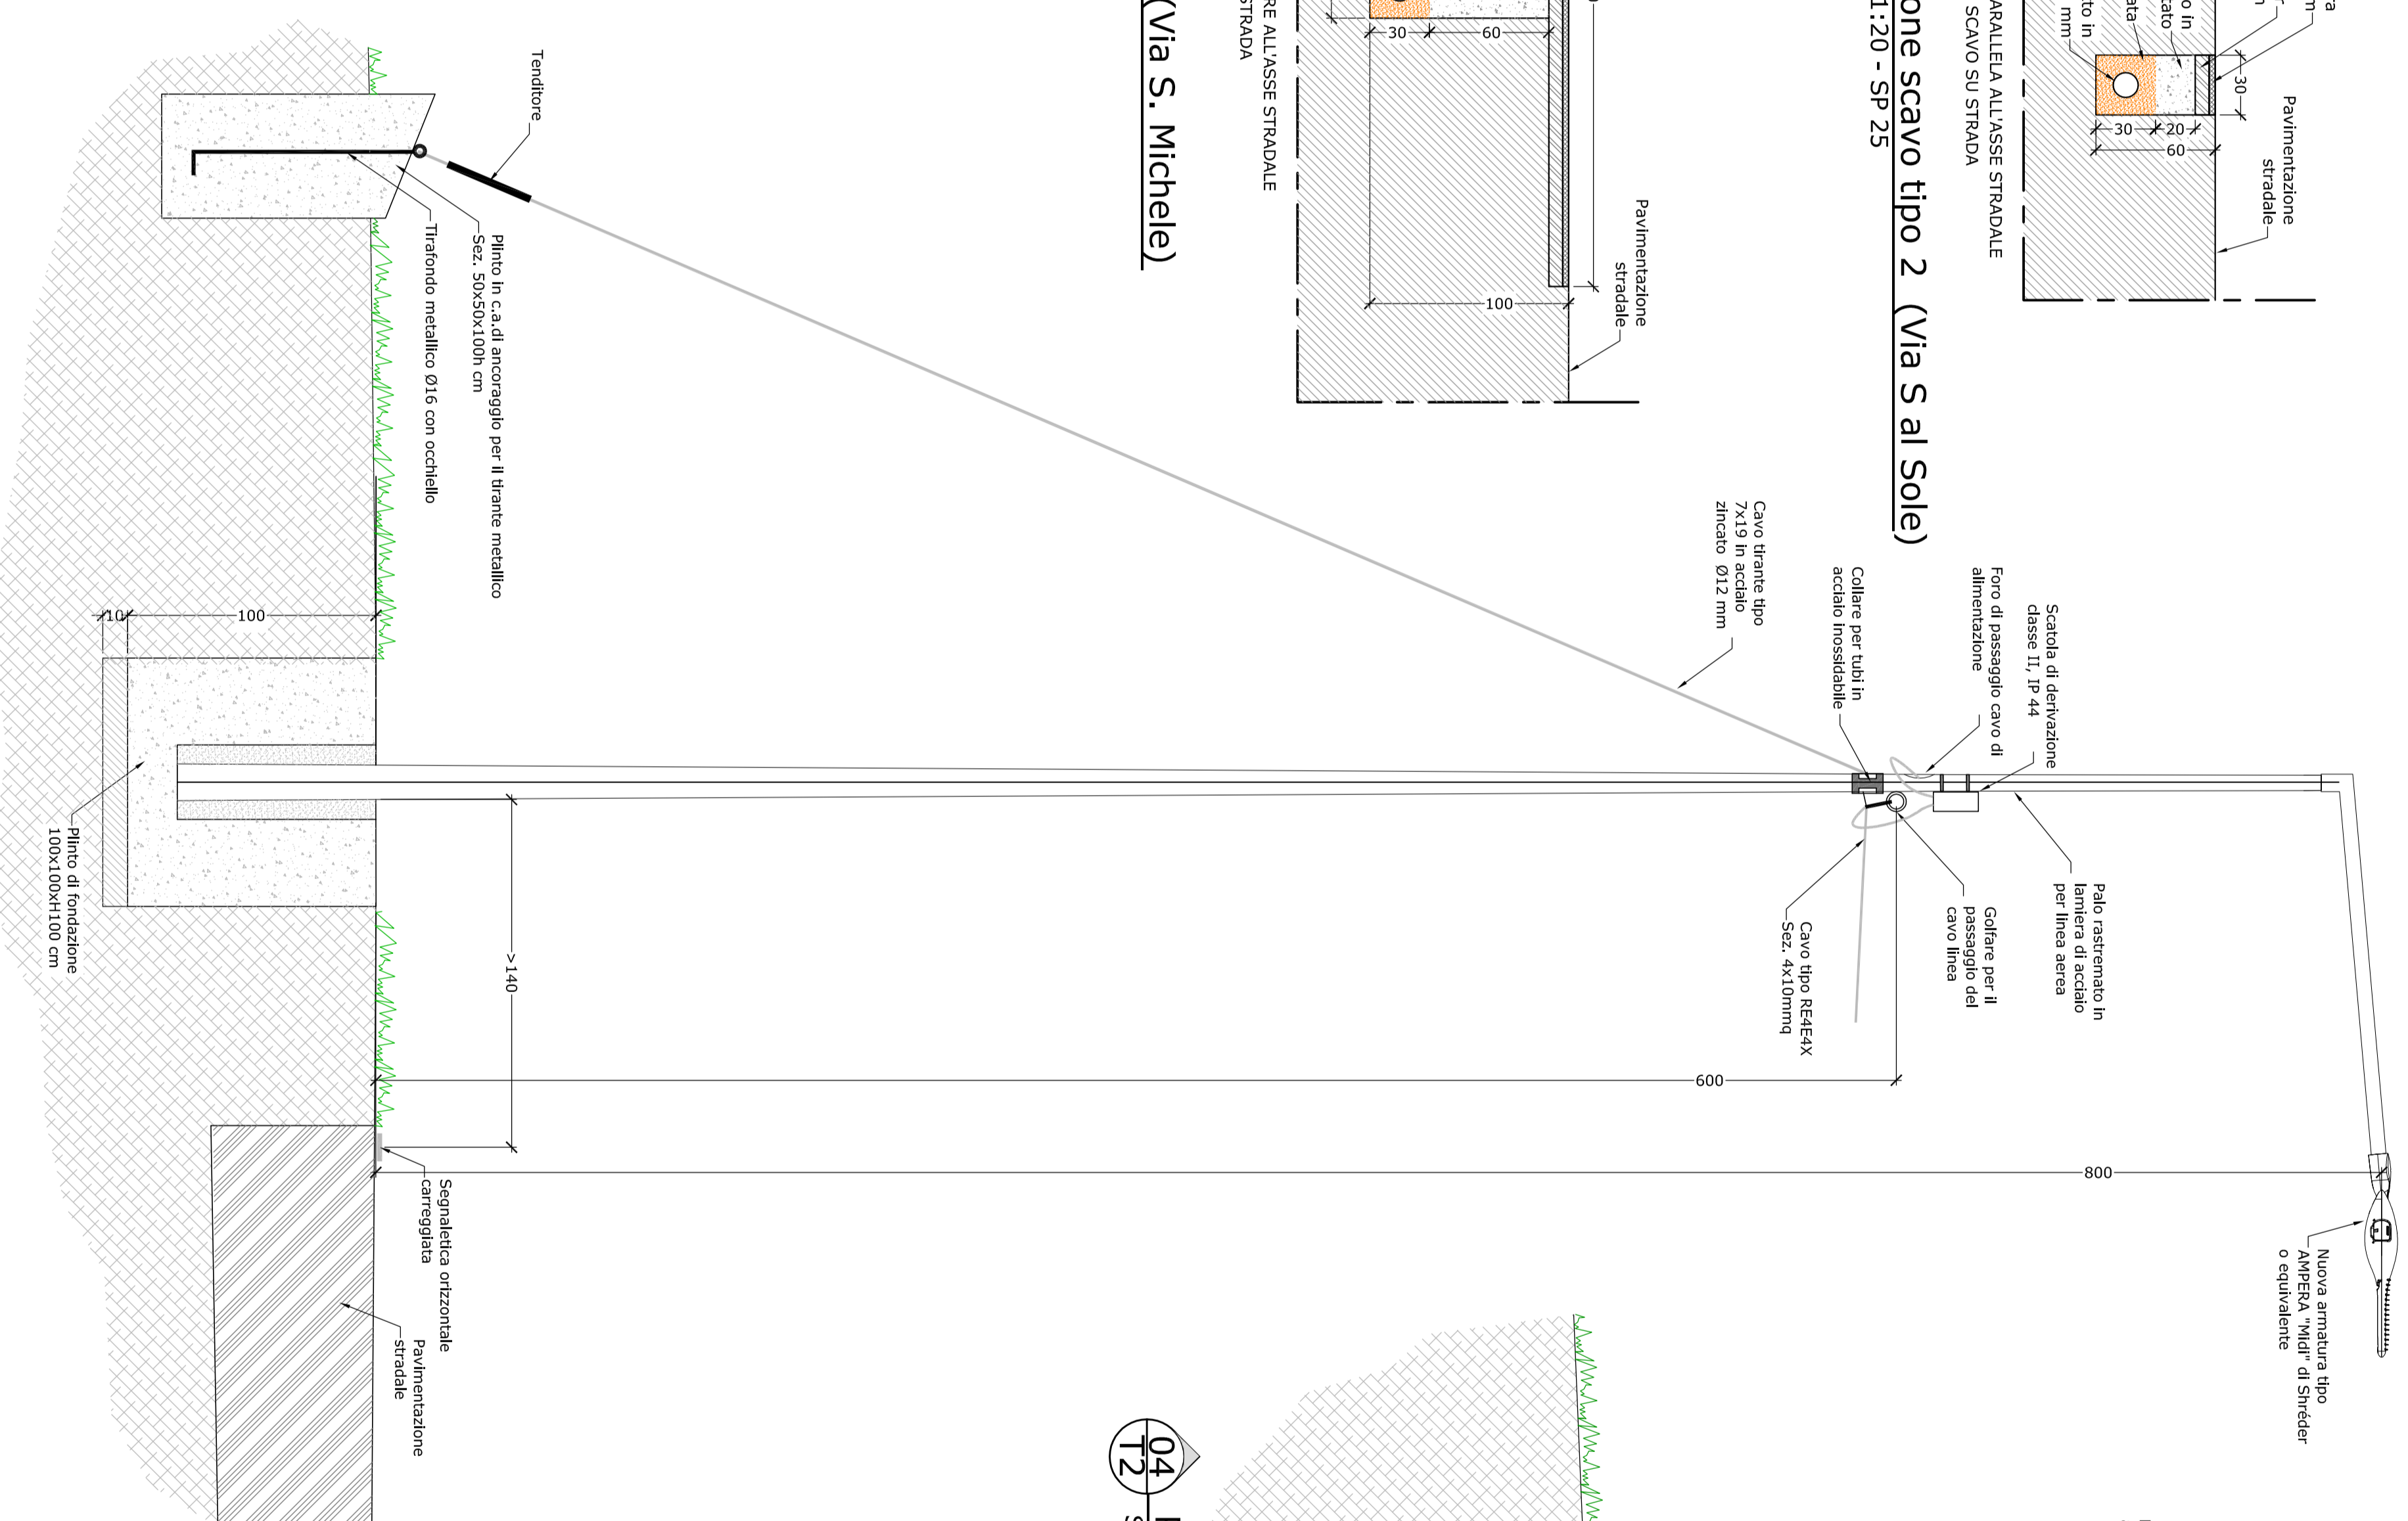 Pavimentazione
stradale
30
30
20
60
ARALLELA ALL'ASSE STRADALE
SCAVO SU STRADA
one scavo tipo 2 (Via S al Sole)
1:20 - SP 25
Pavimentazione
stradale
30
60
100
RE ALL'ASSE STRADALE
STRADA
(Via S. Michele)
Nuova armatura tipo
AMPERA "Midi" di Shréder
o equivalente
800
Palo rastremato in
lamiera di acciaio
per linea aerea
Scatola di derivazione
classe II, IP 44
Foro di passaggio cavo di
alimentazione
Golfare per il
passaggio del
cavo linea
Collare per tubi in
acciaio inossidabile
Cavo tipo RE4E4X
Sez. 4x10mmq
Cavo tirante tipo
7x19 in acciaio
zincato Ø12 mm
600
Tenditore
>140
Plinto in c.a.di ancoraggio per il tirante metallico
Sez. 50x50x100h cm
Tirafondo metallico Ø16 con occhiello
Segnaletica orizzontale
carreggiata
Pavimentazione
stradale
100
10
Plinto di fondazione
100x100xH100 cm
04
T2